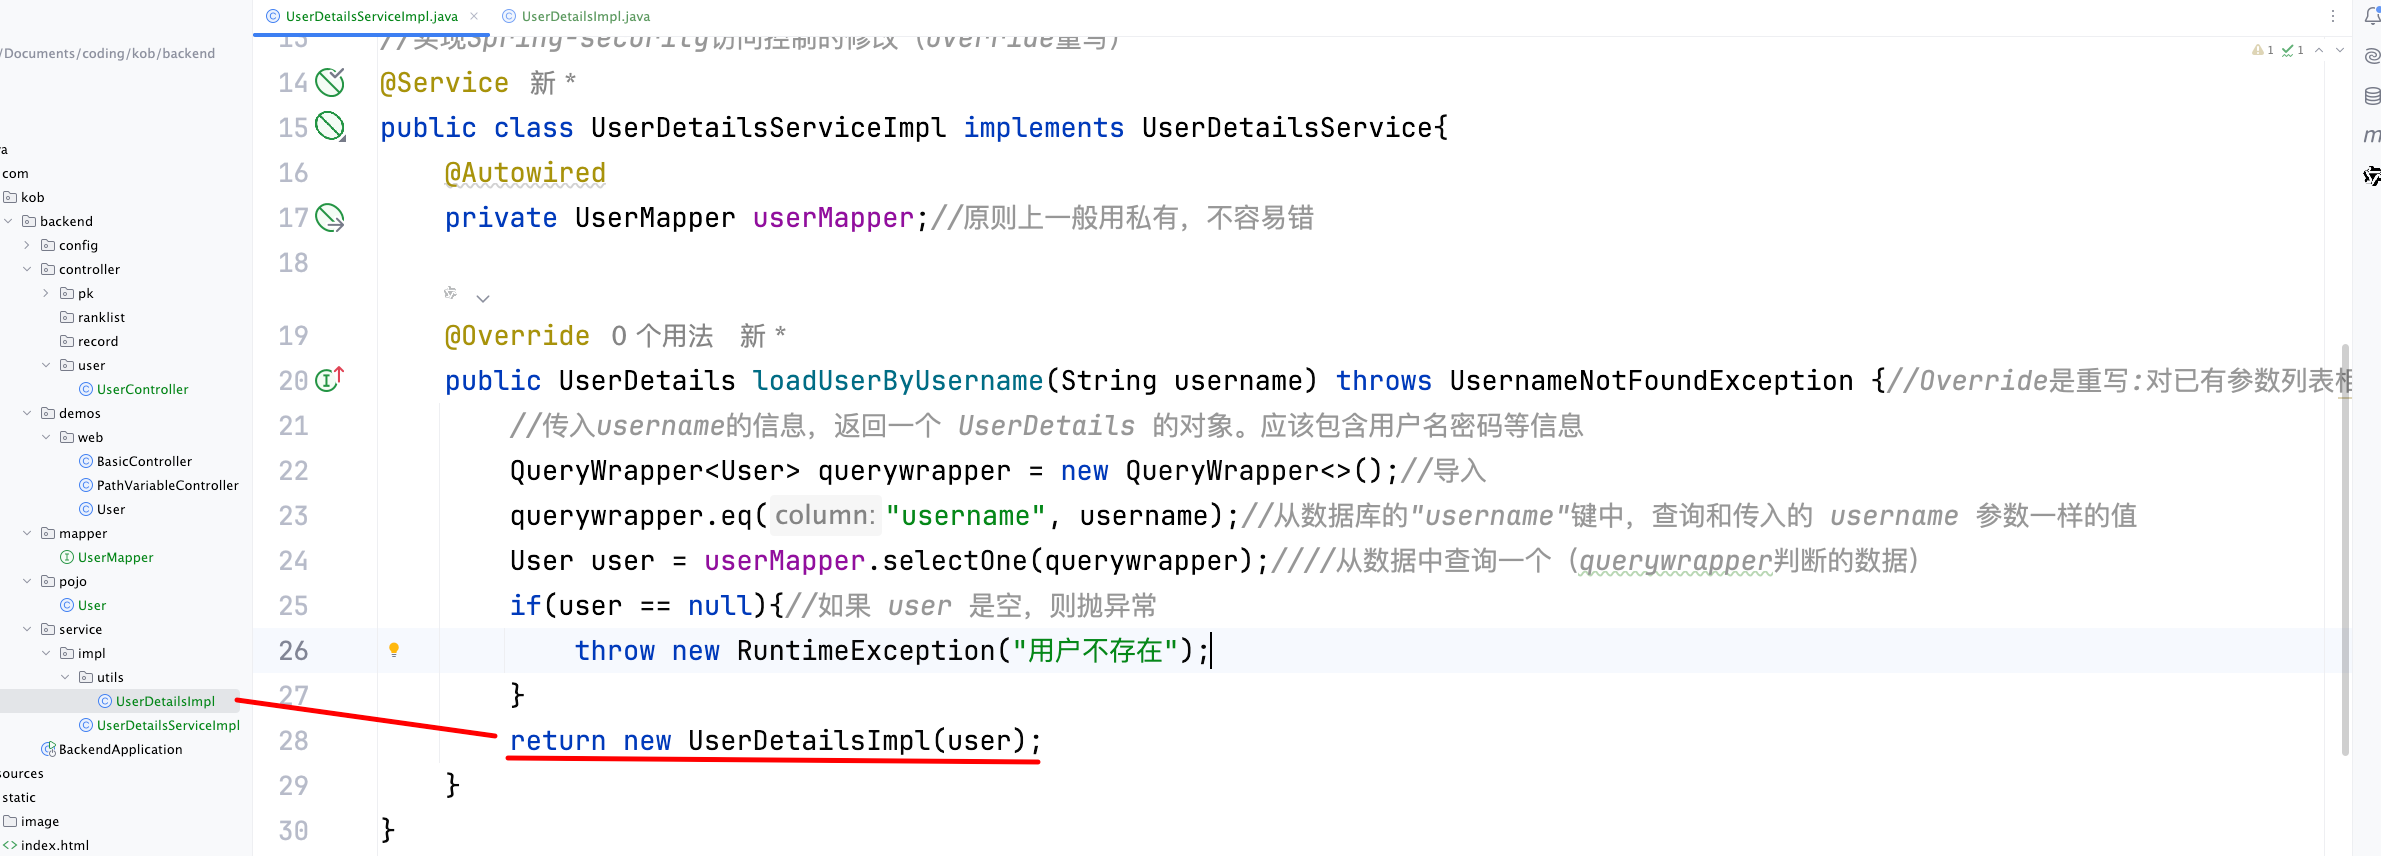 UserDetailsServiceImpl.java
UserDetailsImpl.java
/Documents/coding/kob/backend
com
kob
backend
config
controller
pk
ranklist
record
user
UserController
demos
web
BasicController
PathVariableController
User
mapper
UserMapper
pojo
User
service
impl
utils
UserDetailsImpl
UserDetailsServiceImpl
BackendApplication
sources
static
image
index.html
1 1
13 //实现Spring-security访问控制的修改（override重写）
14 @Service 新 *
15 public class UserDetailsServiceImpl implements UserDetailsService{
16 @Autowired
17 private UserMapper userMapper;//原则上一般用私有，不容易错
18
19 @Override 0 个用法 新 *
20 public UserDetails loadUserByUsername(String username) throws UsernameNotFoundException {//Override是重写:对已有参数列表相
21 //传入username的信息，返回一个 UserDetails 的对象。应该包含用户名密码等信息
22 QueryWrapper<User> querywrapper = new QueryWrapper<>();//导入
23 querywrapper.eq( column: "username", username);//从数据库的"username"键中，查询和传入的 username 参数一样的值
24 User user = userMapper.selectOne(querywrapper);////从数据中查询一个（querywrapper判断的数据）
25 if(user == null){//如果 user 是空，则抛异常
26 throw new RuntimeException("用户不存在");
27 }
28 return new UserDetailsImpl(user);
29 }
30 }